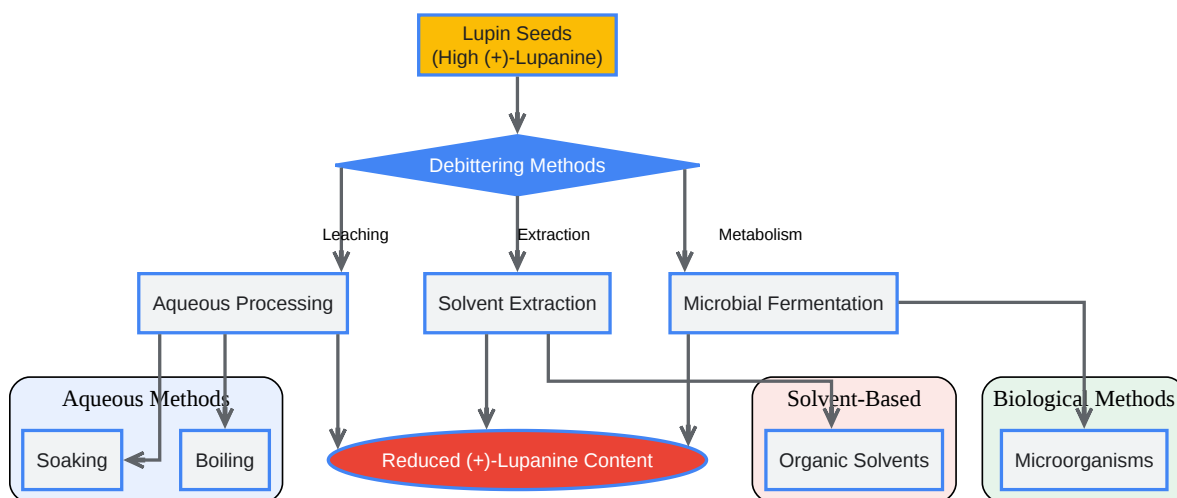 Lupin Seeds
(High (+)-Lupanine)
Debittering Methods
Leaching
Extraction
Metabolism
Aqueous Processing
Solvent Extraction
Microbial Fermentation
Aqueous Methods
Solvent-Based
Biological Methods
Soaking
Boiling
Reduced (+)-Lupanine Content
Organic Solvents
Microorganisms